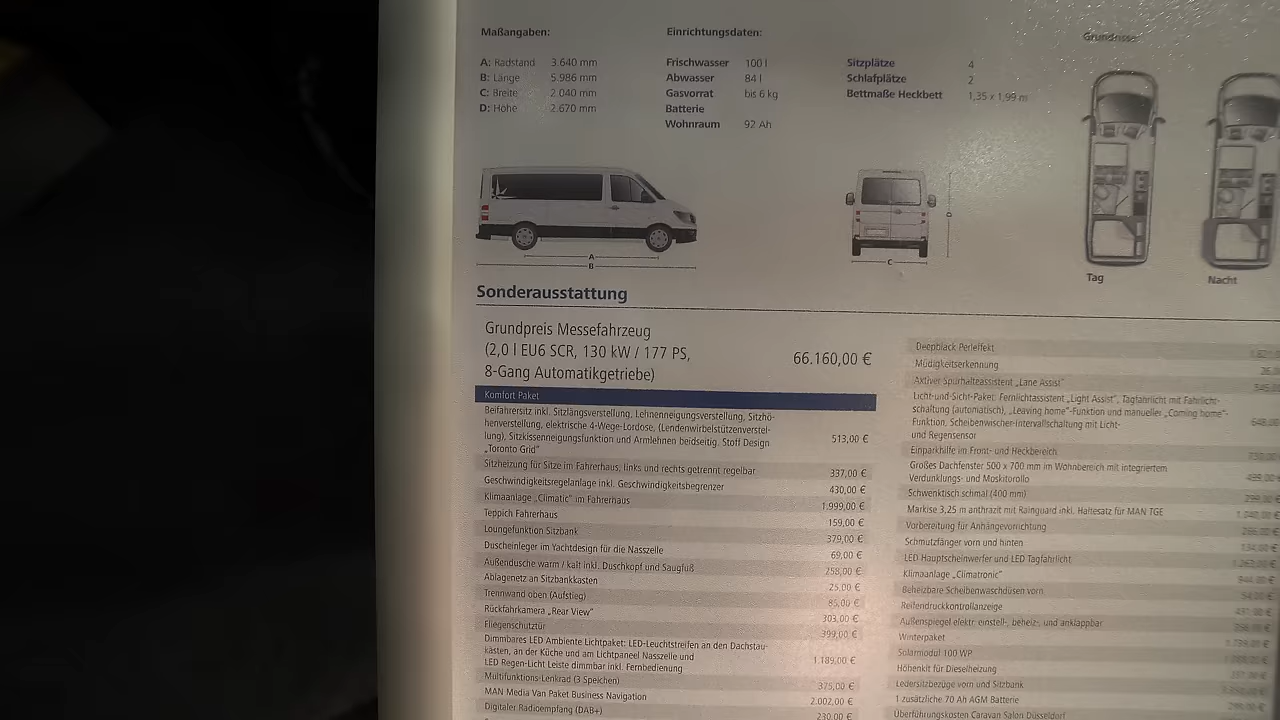 Maßangaben:
A: Radstand 3.640 mm
B: Länge 5.986 mm
C: Breite 2.040 mm
D: Höhe 2.670 mm
Einrichtungsdaten:
Frischwasser 100 l
Abwasser 84 l
Gasvorrat bis 6 kg
Batterie
Wohnraum 92 Ah
Sitzplätze 4
Schlafplätze 2
Bettmaße Heckbett 1,35 x 1,99 m
Grundrisse
A
B
C
D
Tag
Nacht
Sonderausstattung
Grundpreis Messefahrzeug
(2,0 l EU6 SCR, 130 kW / 177 PS,
8-Gang Automatikgetriebe) 66.160,00 €
Komfort Paket
Beifahrersitz inkl. Sitzlängsverstellung, Lehnenneigungsverstellung, Sitzhö-
henverstellung, elektrische 4-Wege-Lordose, (Lendenwirbelstützenverstel-
lung), Sitzkissenneigungsfunktion und Armlehnen beidseitig. Stoff Design
„Toronto Grid“ 513,00 €
Sitzheizung für Sitze im Fahrerhaus, links und rechts getrennt regelbar 337,00 €
Geschwindigkeitsregelanlage inkl. Geschwindigkeitsbegrenzer 430,00 €
Klimaanlage „Climatic“ im Fahrerhaus 1.999,00 €
Teppich Fahrerhaus 159,00 €
Loungefunktion Sitzbank 379,00 €
Duscheinleger im Yachtdesign für die Nasszelle 69,00 €
Außendusche warm / kalt inkl. Duschkopf und Saugfuß 258,00 €
Ablagenetz an Sitzbankkasten 25,00 €
Trennwand oben (Aufstieg) 85,00 €
Rückfahrkamera „Rear View“ 303,00 €
Fliegenschutztür 399,00 €
Dimmbares LED Ambiente Lichtpaket: LED-Leuchtstreifen an den Dachstau-
kästen, an der Küche und am Lichtpaneel Nasszelle und
LED Regen-Licht Leiste dimmbar inkl. Fernbedienung 1.189,00 €
Multifunktions-Lenkrad (3 Speichen) 375,00 €
MAN Media Van Paket Business Navigation 2.002,00 €
Digitaler Radioempfang (DAB+) 230,00 €
Deepblack Perleffekt
Müdigkeitserkennung
Aktiver Spurhalteassistent „Lane Assist“
Licht-und-Sicht-Paket: Fernlichtassistent „Light Assist“, Tagfahrlicht mit Fahrlicht-
schaltung (automatisch), „Leaving home“-Funktion und manueller „Coming home“-
Funktion, Scheibenwischer-Intervallschaltung mit Licht-
und Regensensor
Einparkhilfe im Front- und Heckbereich
Großes Dachfenster 500 x 700 mm im Wohnbereich mit integriertem
Verdunklungs- und Moskitorollo
Schwenktisch schmal (400 mm)
Markise 3,25 m anthrazit mit Rainguard inkl. Haltesatz für MAN TGE
Vorbereitung für Anhängevorrichtung
Schmutzfänger vorn und hinten
LED-Hauptscheinwerfer und LED Tagfahrlicht
Klimaanlage „Climatronic“
Beheizbare Scheibenwaschdüsen vorn
Reifendruckkontrollanzeige
Außenspiegel elektr. einstell-, beheiz-, und anklappbar
Winterpaket
Solarmodul 100 WP
Höhenkit für Dieselheizung
Ledersitzbezüge vorn und Sitzbank
1 zusätzliche 70 Ah AGM Batterie
Überführungskosten Caravan Salon Düsseldorf